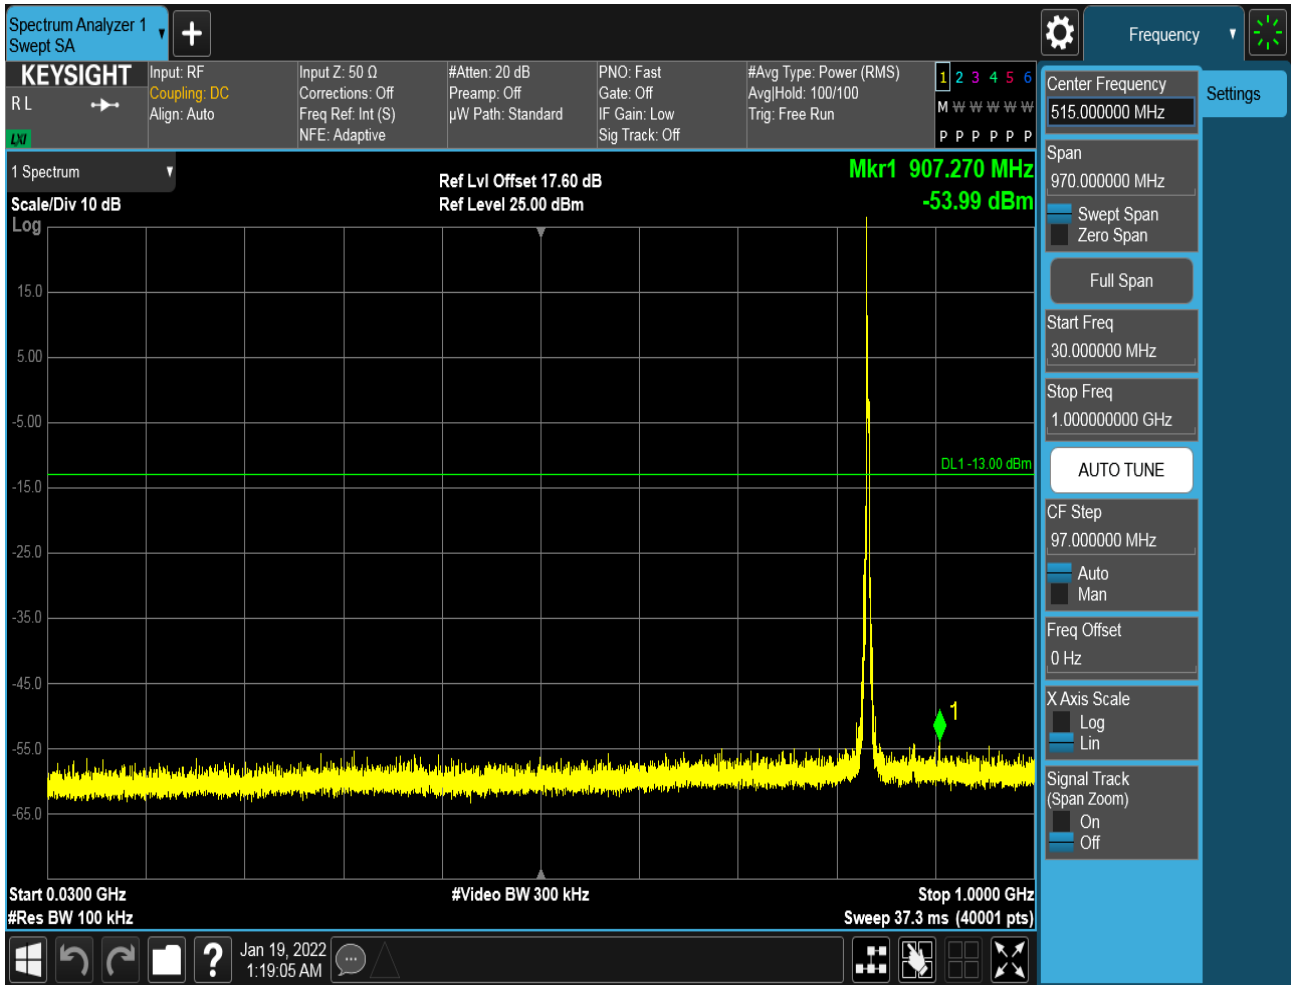 Spectrum Analyzer 1
Swept SA
Frequency
KEYSIGHT
R L
LXI
Input: RF
Coupling: DC
Align: Auto
Input Z: 50 Ω
Corrections: Off
Freq Ref: Int (S)
NFE: Adaptive
#Atten: 20 dB
Preamp: Off
µW Path: Standard
PNO: Fast
Gate: Off
IF Gain: Low
Sig Track: Off
#Avg Type: Power (RMS)
Avg|Hold: 100/100
Trig: Free Run
1 2 3 4 5 6
M W W W W W
P P P P P P
1 Spectrum
Scale/Div 10 dB
Log
Ref Lvl Offset 17.60 dB
Ref Level 25.00 dBm
Mkr1 907.270 MHz
-53.99 dBm
15.0
5.00
-5.00
DL1 -13.00 dBm
-15.0
-25.0
-35.0
-45.0
1
-55.0
-65.0
Start 0.0300 GHz
#Video BW 300 kHz
Stop 1.0000 GHz
#Res BW 100 kHz
Sweep 37.3 ms (40001 pts)
Jan 19, 2022
1:19:05 AM
Center Frequency
515.000000 MHz
Settings
Span
970.000000 MHz
Swept Span
Zero Span
Full Span
Start Freq
30.000000 MHz
Stop Freq
1.000000000 GHz
AUTO TUNE
CF Step
97.000000 MHz
Auto
Man
Freq Offset
0 Hz
X Axis Scale
Log
Lin
Signal Track
(Span Zoom)
On
Off